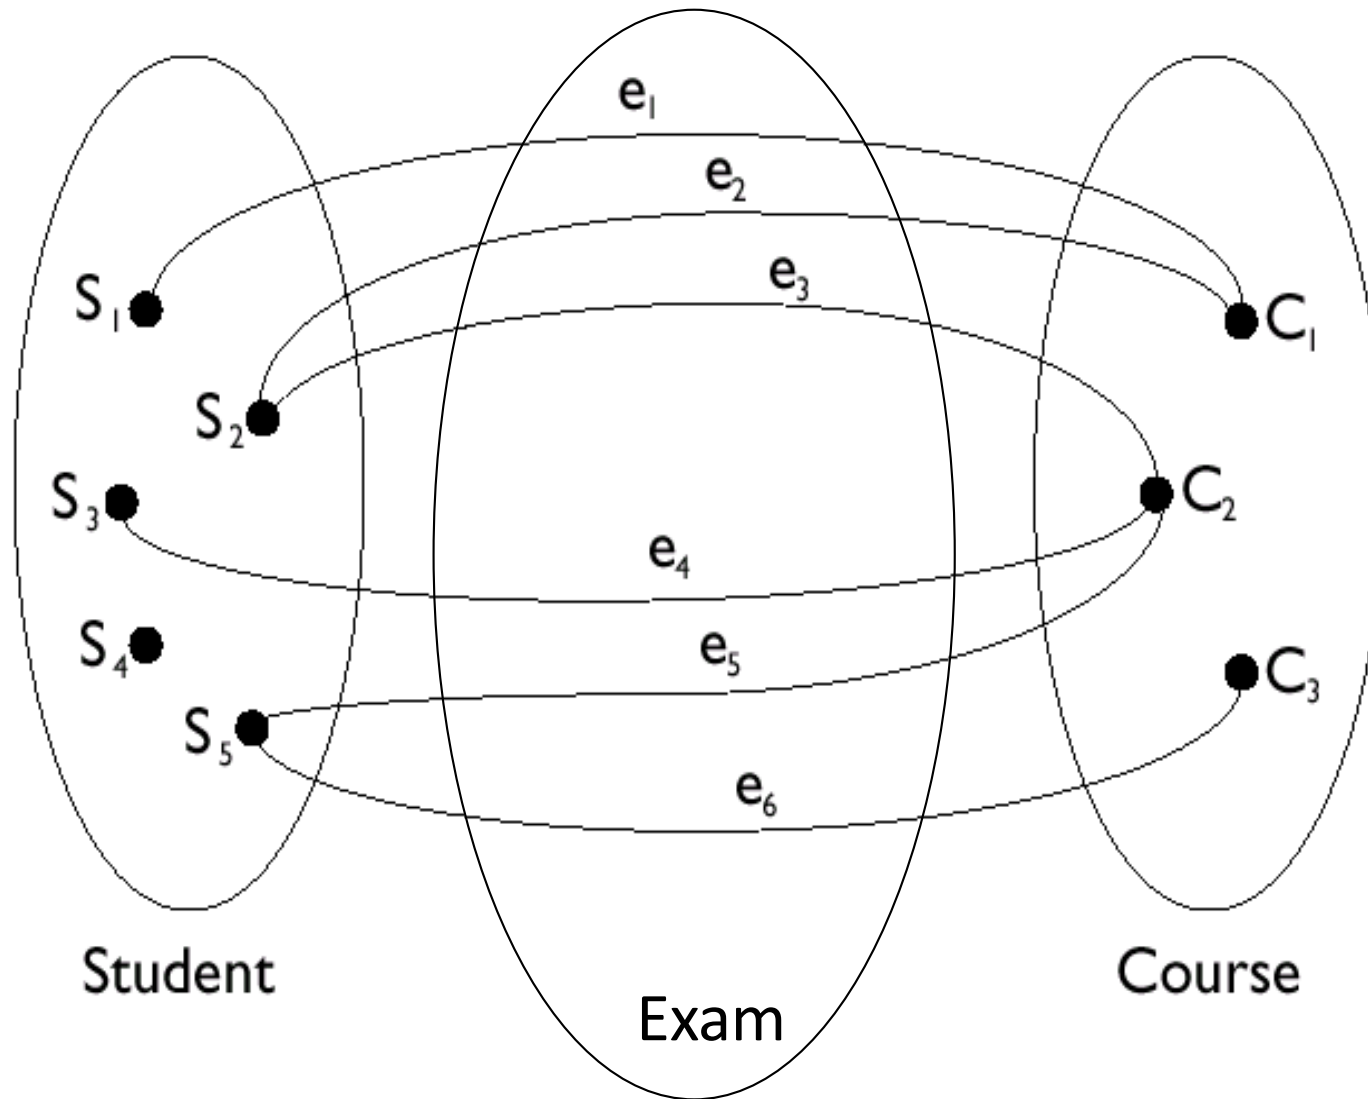 e₁
e₂
e₃
S₁
C₁
S₂
S₃
C₂
e₄
S₄
e₅
C₃
S₅
e₆
Student
Course
Exam